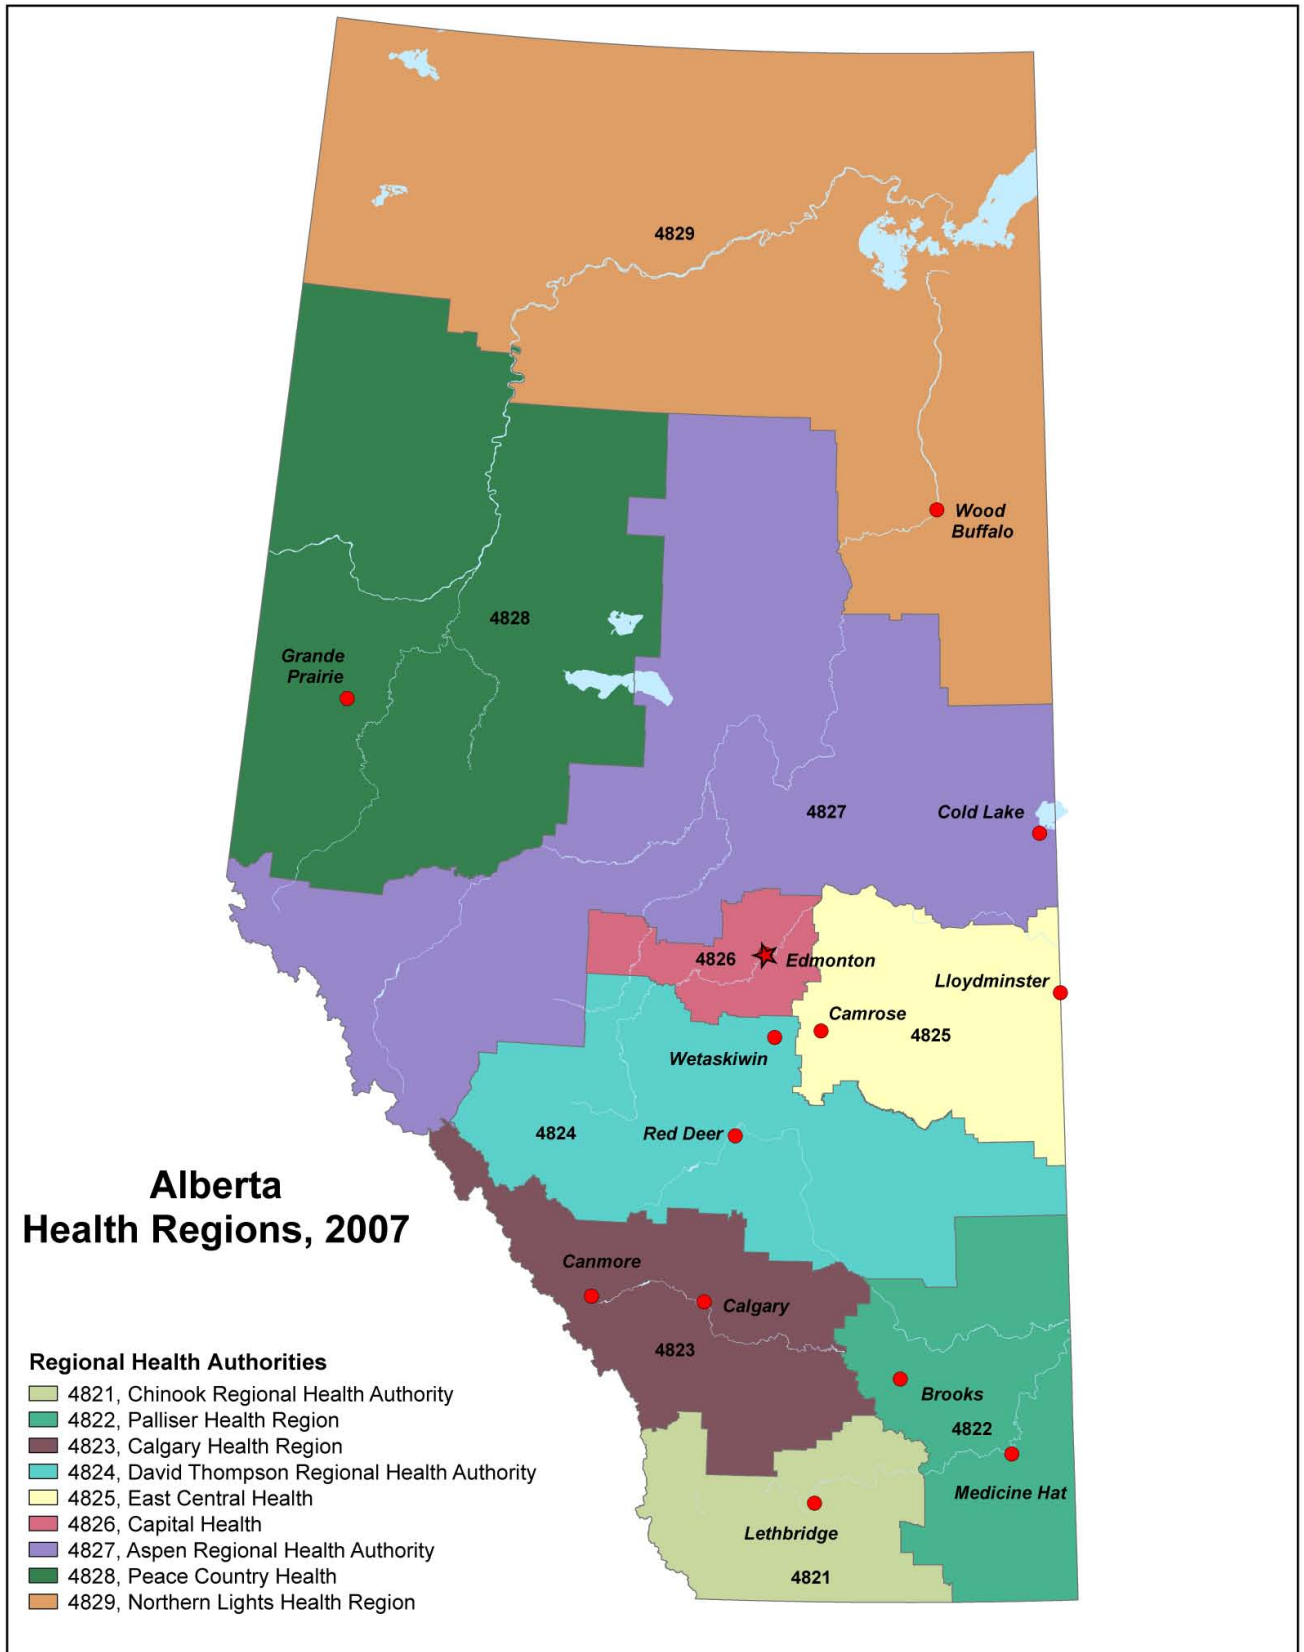 4829
Wood
Buffalo
4828
Grande
Prairie
4827
Cold Lake
4826
Edmonton
Lloydminster
Camrose
4825
Wetaskiwin
4824
Red Deer
Alberta
Health Regions, 2007
Canmore
Calgary
4823
Brooks
4822
Medicine Hat
Lethbridge
4821
Regional Health Authorities
4821, Chinook Regional Health Authority
4822, Palliser Health Region
4823, Calgary Health Region
4824, David Thompson Regional Health Authority
4825, East Central Health
4826, Capital Health
4827, Aspen Regional Health Authority
4828, Peace Country Health
4829, Northern Lights Health Region